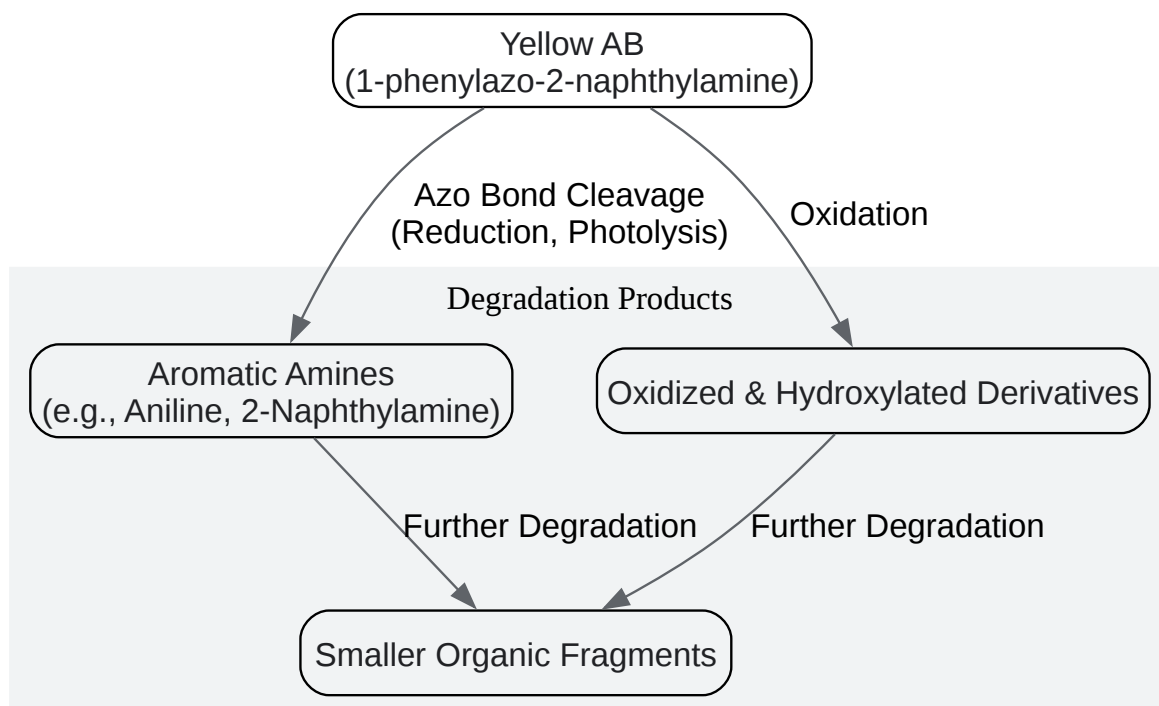 Yellow AB
(1-phenylazo-2-naphthylamine)
Azo Bond Cleavage
(Reduction, Photolysis)
Oxidation
Degradation Products
Aromatic Amines
(e.g., Aniline, 2-Naphthylamine)
Oxidized & Hydroxylated Derivatives
Further Degradation
Further Degradation
Smaller Organic Fragments